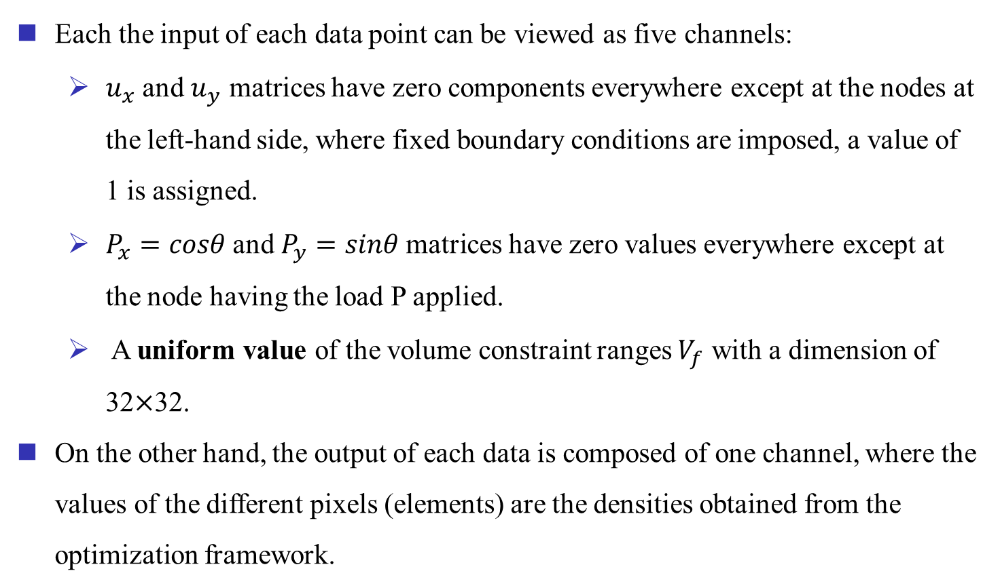 Each the input of each data point can be viewed as five channels:
u_x and u_y matrices have zero components everywhere except at the nodes at
the left-hand side, where fixed boundary conditions are imposed, a value of
1 is assigned.
P_x = cosθ and P_y = sinθ matrices have zero values everywhere except at
the node having the load P applied.
A uniform value of the volume constraint ranges V_f with a dimension of
32×32.
On the other hand, the output of each data is composed of one channel, where the
values of the different pixels (elements) are the densities obtained from the
optimization framework.